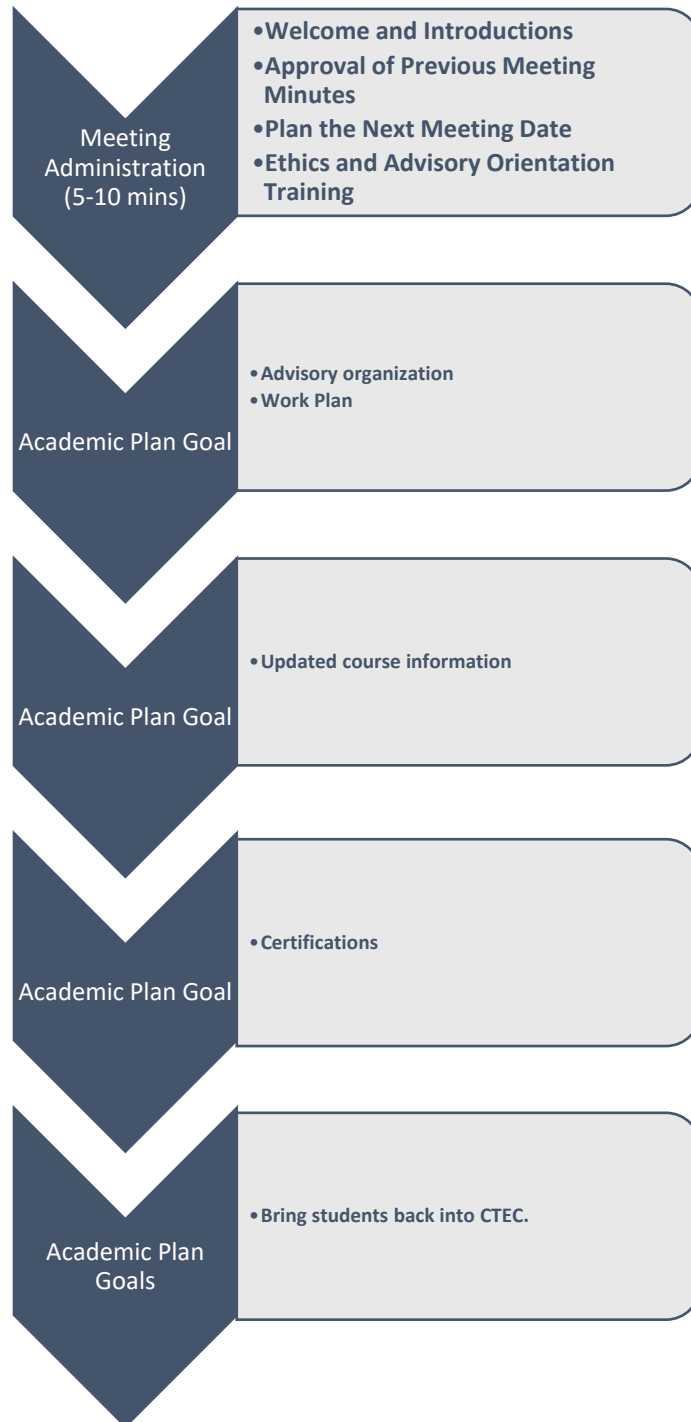 Meeting
Administration
(5-10 mins)
•Welcome and Introductions
•Approval of Previous Meeting
Minutes
•Plan the Next Meeting Date
•Ethics and Advisory Orientation
Training
Academic Plan Goal
•Advisory organization
•Work Plan
Academic Plan Goal
•Updated course information
Academic Plan Goal
•Certifications
Academic Plan
Goals
•Bring students back into CTEC.